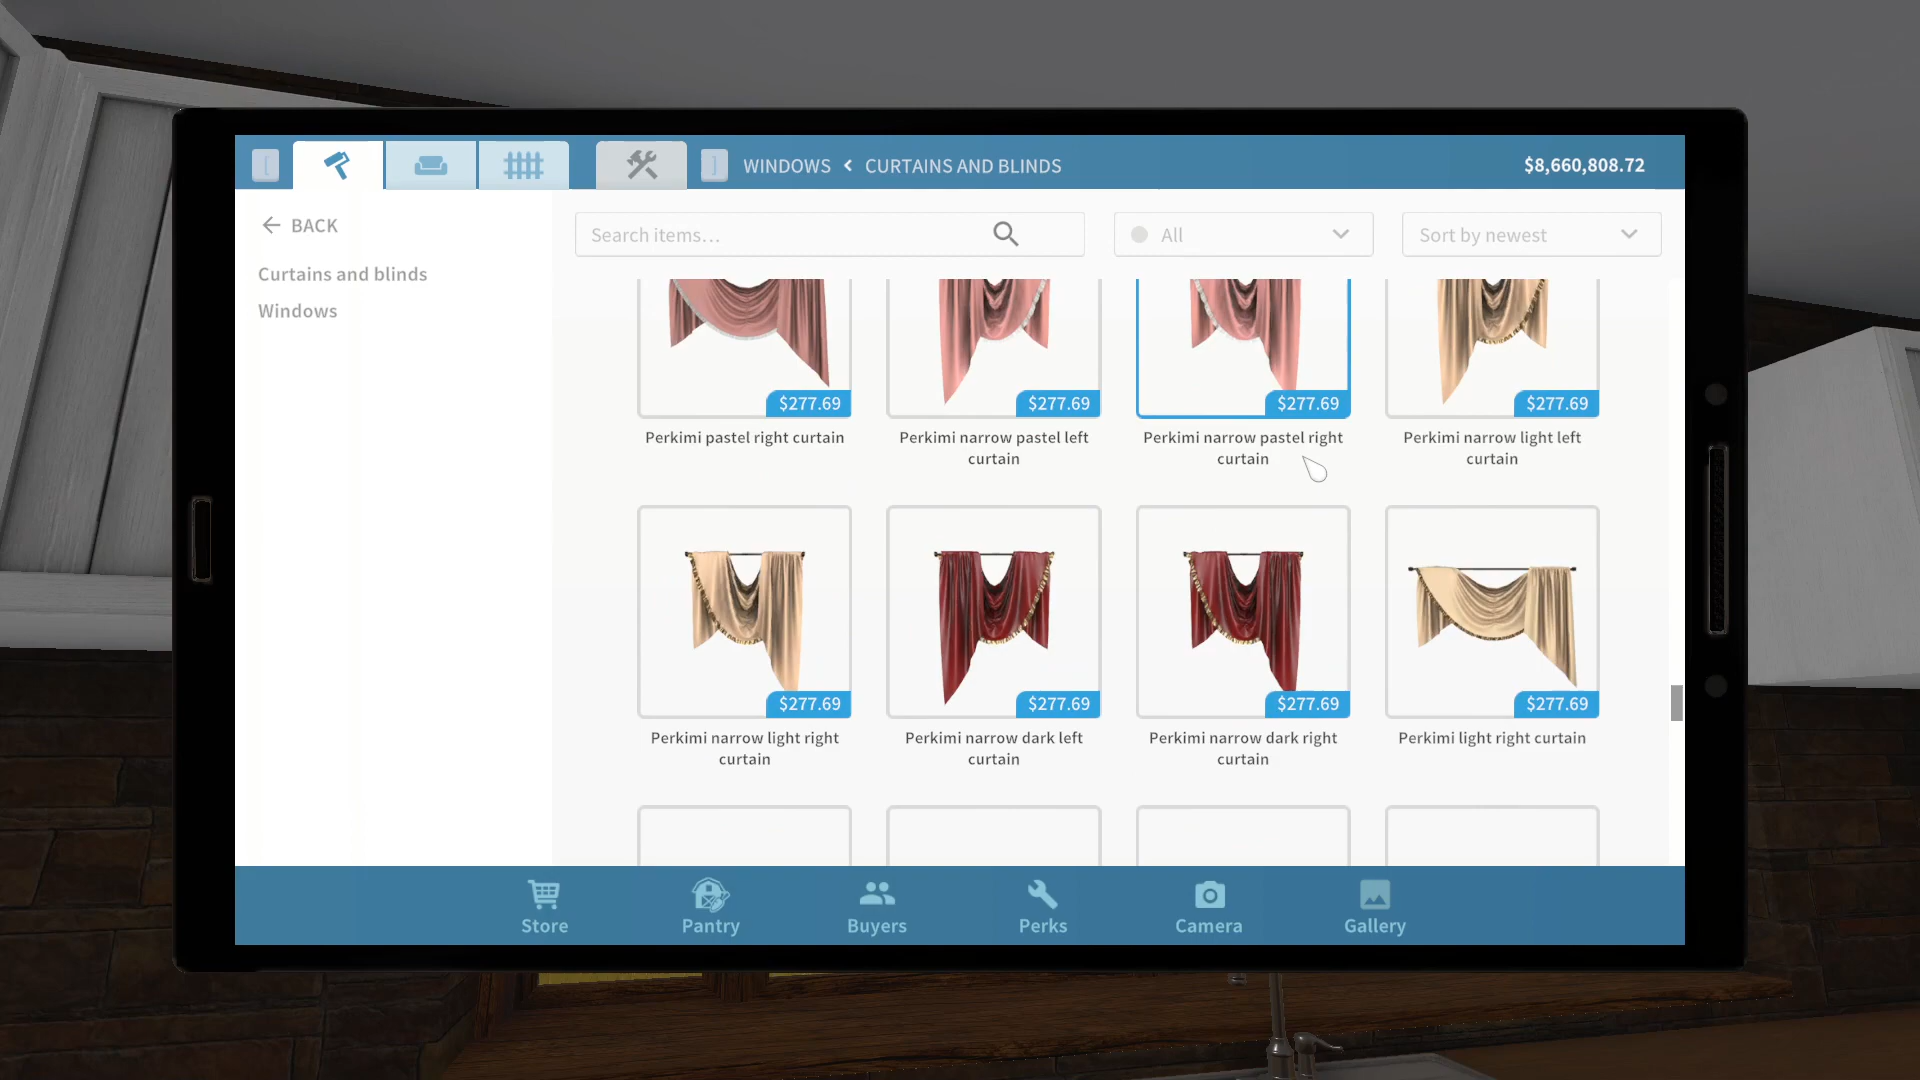 [
] WINDOWS < CURTAINS AND BLINDS
$8,660,808.72
BACK
Curtains and blinds
Windows
Search items...
All
Sort by newest
$277.69
$277.69
$277.69
$277.69
Perkimi pastel right curtain
Perkimi narrow pastel left
curtain
Perkimi narrow pastel right
curtain
Perkimi narrow light left
curtain
$277.69
$277.69
$277.69
$277.69
Perkimi narrow light right
curtain
Perkimi narrow dark left
curtain
Perkimi narrow dark right
curtain
Perkimi light right curtain
Store
Pantry
Buyers
Perks
Camera
Gallery